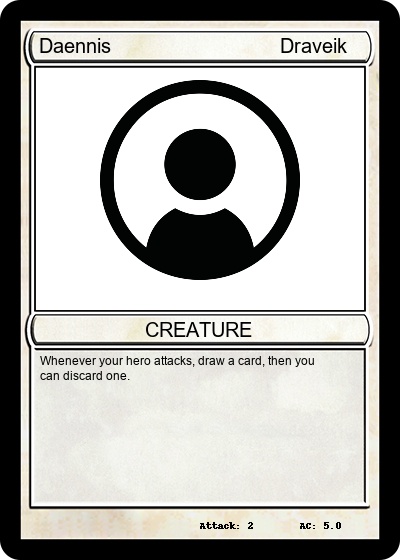 Daennis Draveik
CREATURE
Whenever your hero attacks, draw a card, then you
can discard one.
Attack: 2 AC: 5.0